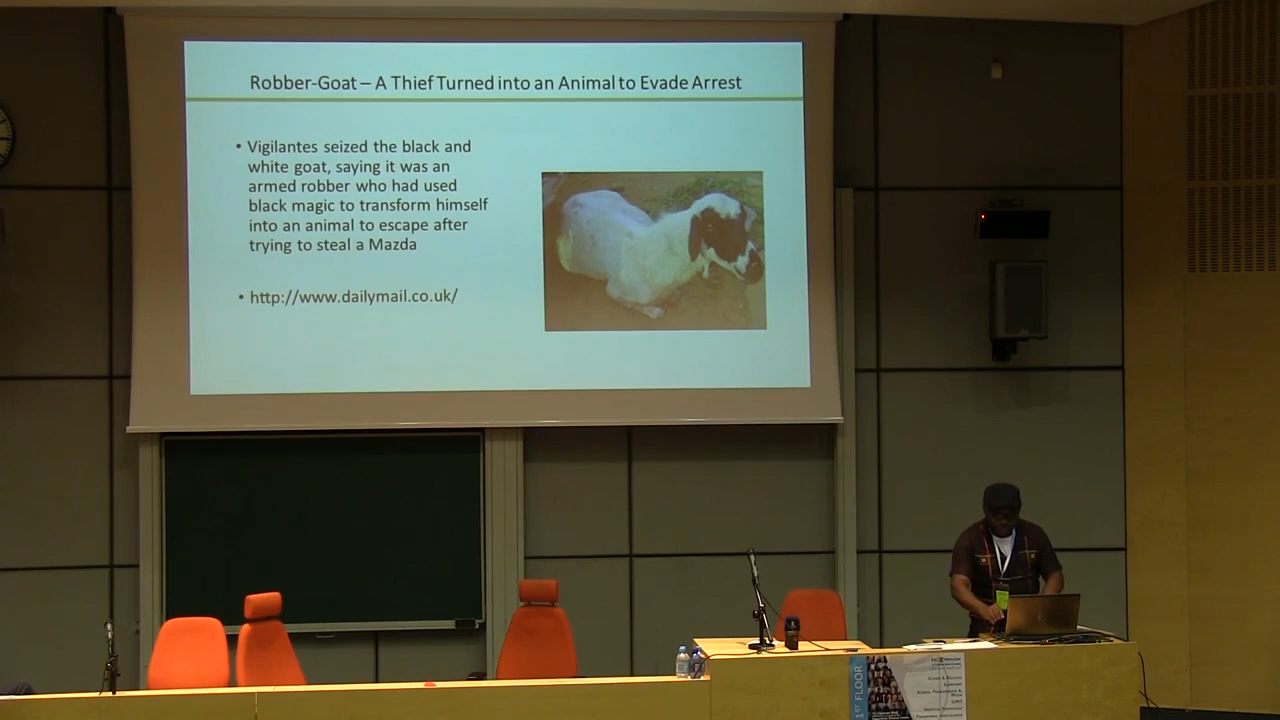 Robber-Goat – A Thief Turned into an Animal to Evade Arrest
• Vigilantes seized the black and
white goat, saying it was an
armed robber who had used
black magic to transform himself
into an animal to escape after
trying to steal a Mazda
• http://www.dailymail.co.uk/
1ST FLOOR